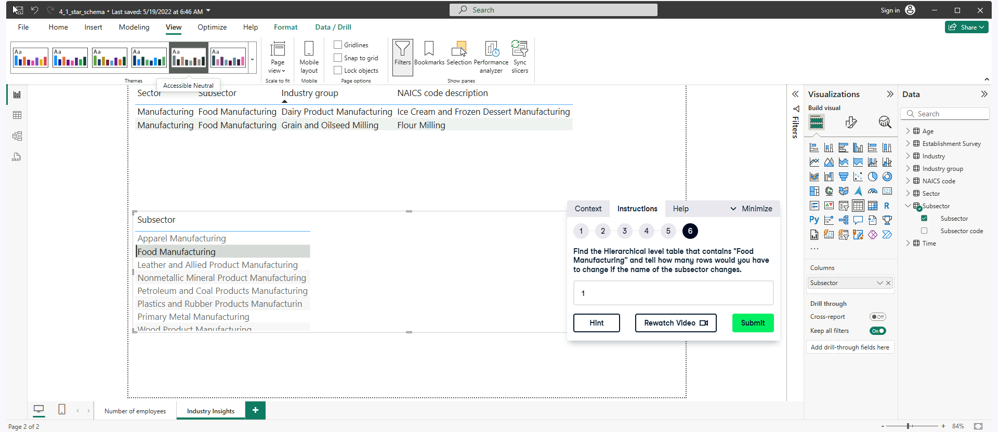 4_1_star_schema • Last saved: 5/19/2022 at 6:46 AM
Search
Sign in
File Home Insert Modeling View Optimize Help Format Data / Drill
Share
Aa Aa Aa Aa Aa Aa
Page view
Mobile layout
Gridlines
Snap to grid
Lock objects
Filters
Bookmarks
Selection
Performance analyzer
Sync slicers
Themes
Scale to fit
Mobile
Page options
Show panes
Accessible Neutral
Sector Subsector Industry group NAICS code description
Manufacturing Food Manufacturing Dairy Product Manufacturing Ice Cream and Frozen Dessert Manufacturing
Manufacturing Food Manufacturing Grain and Oilseed Milling Flour Milling
Subsector
Apparel Manufacturing
Food Manufacturing
Leather and Allied Product Manufacturing
Nonmetallic Mineral Product Manufacturing
Petroleum and Coal Products Manufacturing
Plastics and Rubber Products Manufacturin
Primary Metal Manufacturing
Wood Product Manufacturing
Context Instructions Help Minimize
1 2 3 4 5 6
Find the Hierarchical level table that contains "Food
Manufacturing" and tell how many rows would you have
to change if the name of the subsector changes.
1
Hint
Rewatch Video
Submit
Filters
Visualizations
Build visual
123
R
Py
123
...
Columns
Subsector
Drill through
Cross-report Off
Keep all filters On
Add drill-through fields here
Data
Search
Age
Establishment Survey
Industry
Industry group
NAICS code
Sector
Subsector
Subsector
Subsector code
Time
DAX
Number of employees
Industry Insights
+
Page 2 of 2
- + 84%